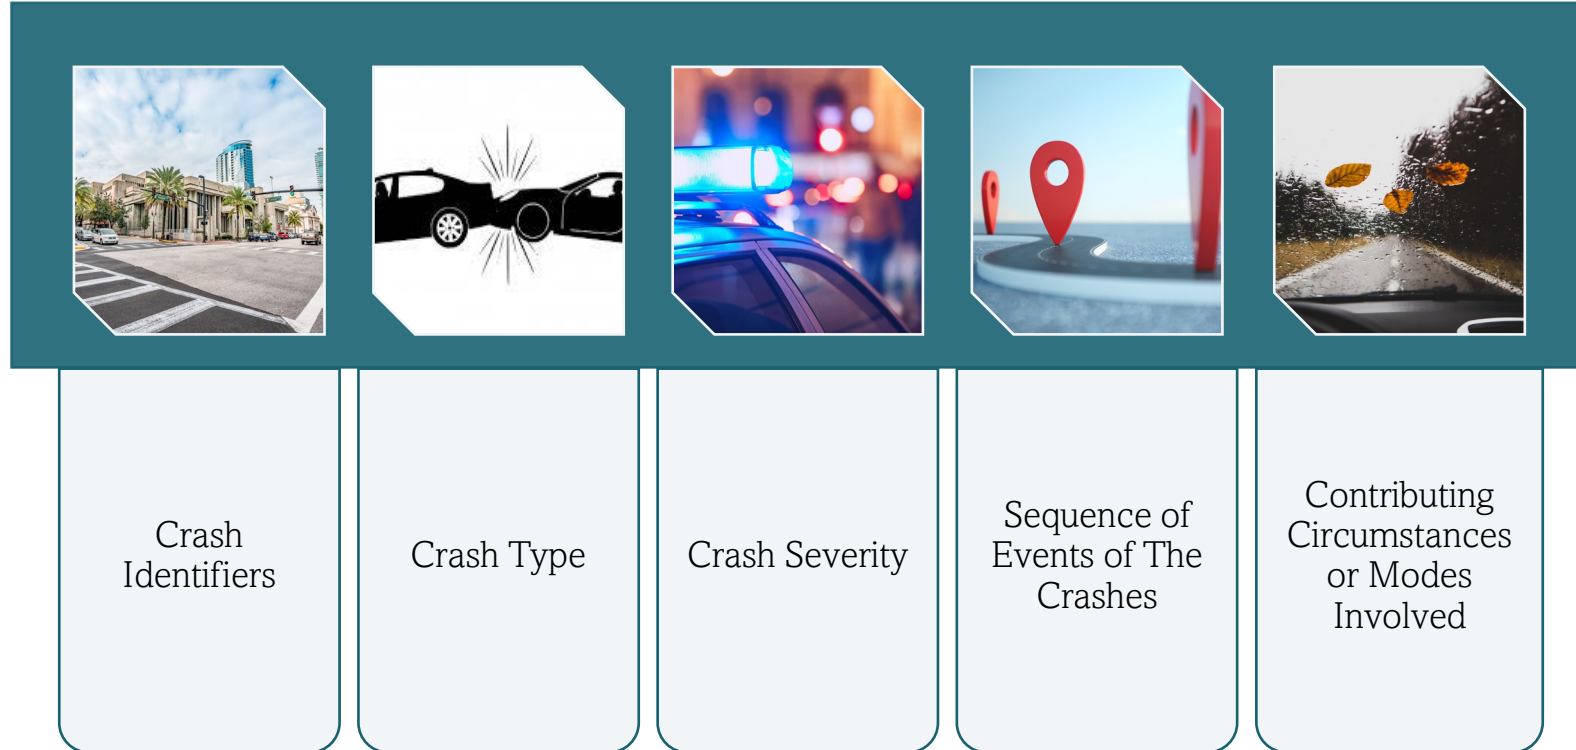 Crash
Identifiers
Crash Type
Crash Severity
Sequence of
Events of The
Crashes
Contributing
Circumstances
or Modes
Involved